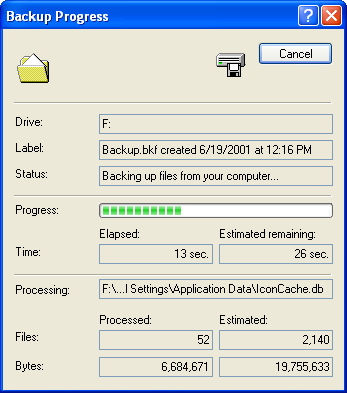 Backup Progress
Cancel
Drive: F:
Label: Backup.bkf created 6/19/2001 at 12:16 PM
Status: Backing up files from your computer...
Progress:
Elapsed: Estimated remaining:
Time: 13 sec. 26 sec.
Processing: F:\...l Settings\Application Data\IconCache.db
Processed: Estimated:
Files: 52 2,140
Bytes: 6,684,671 19,755,633